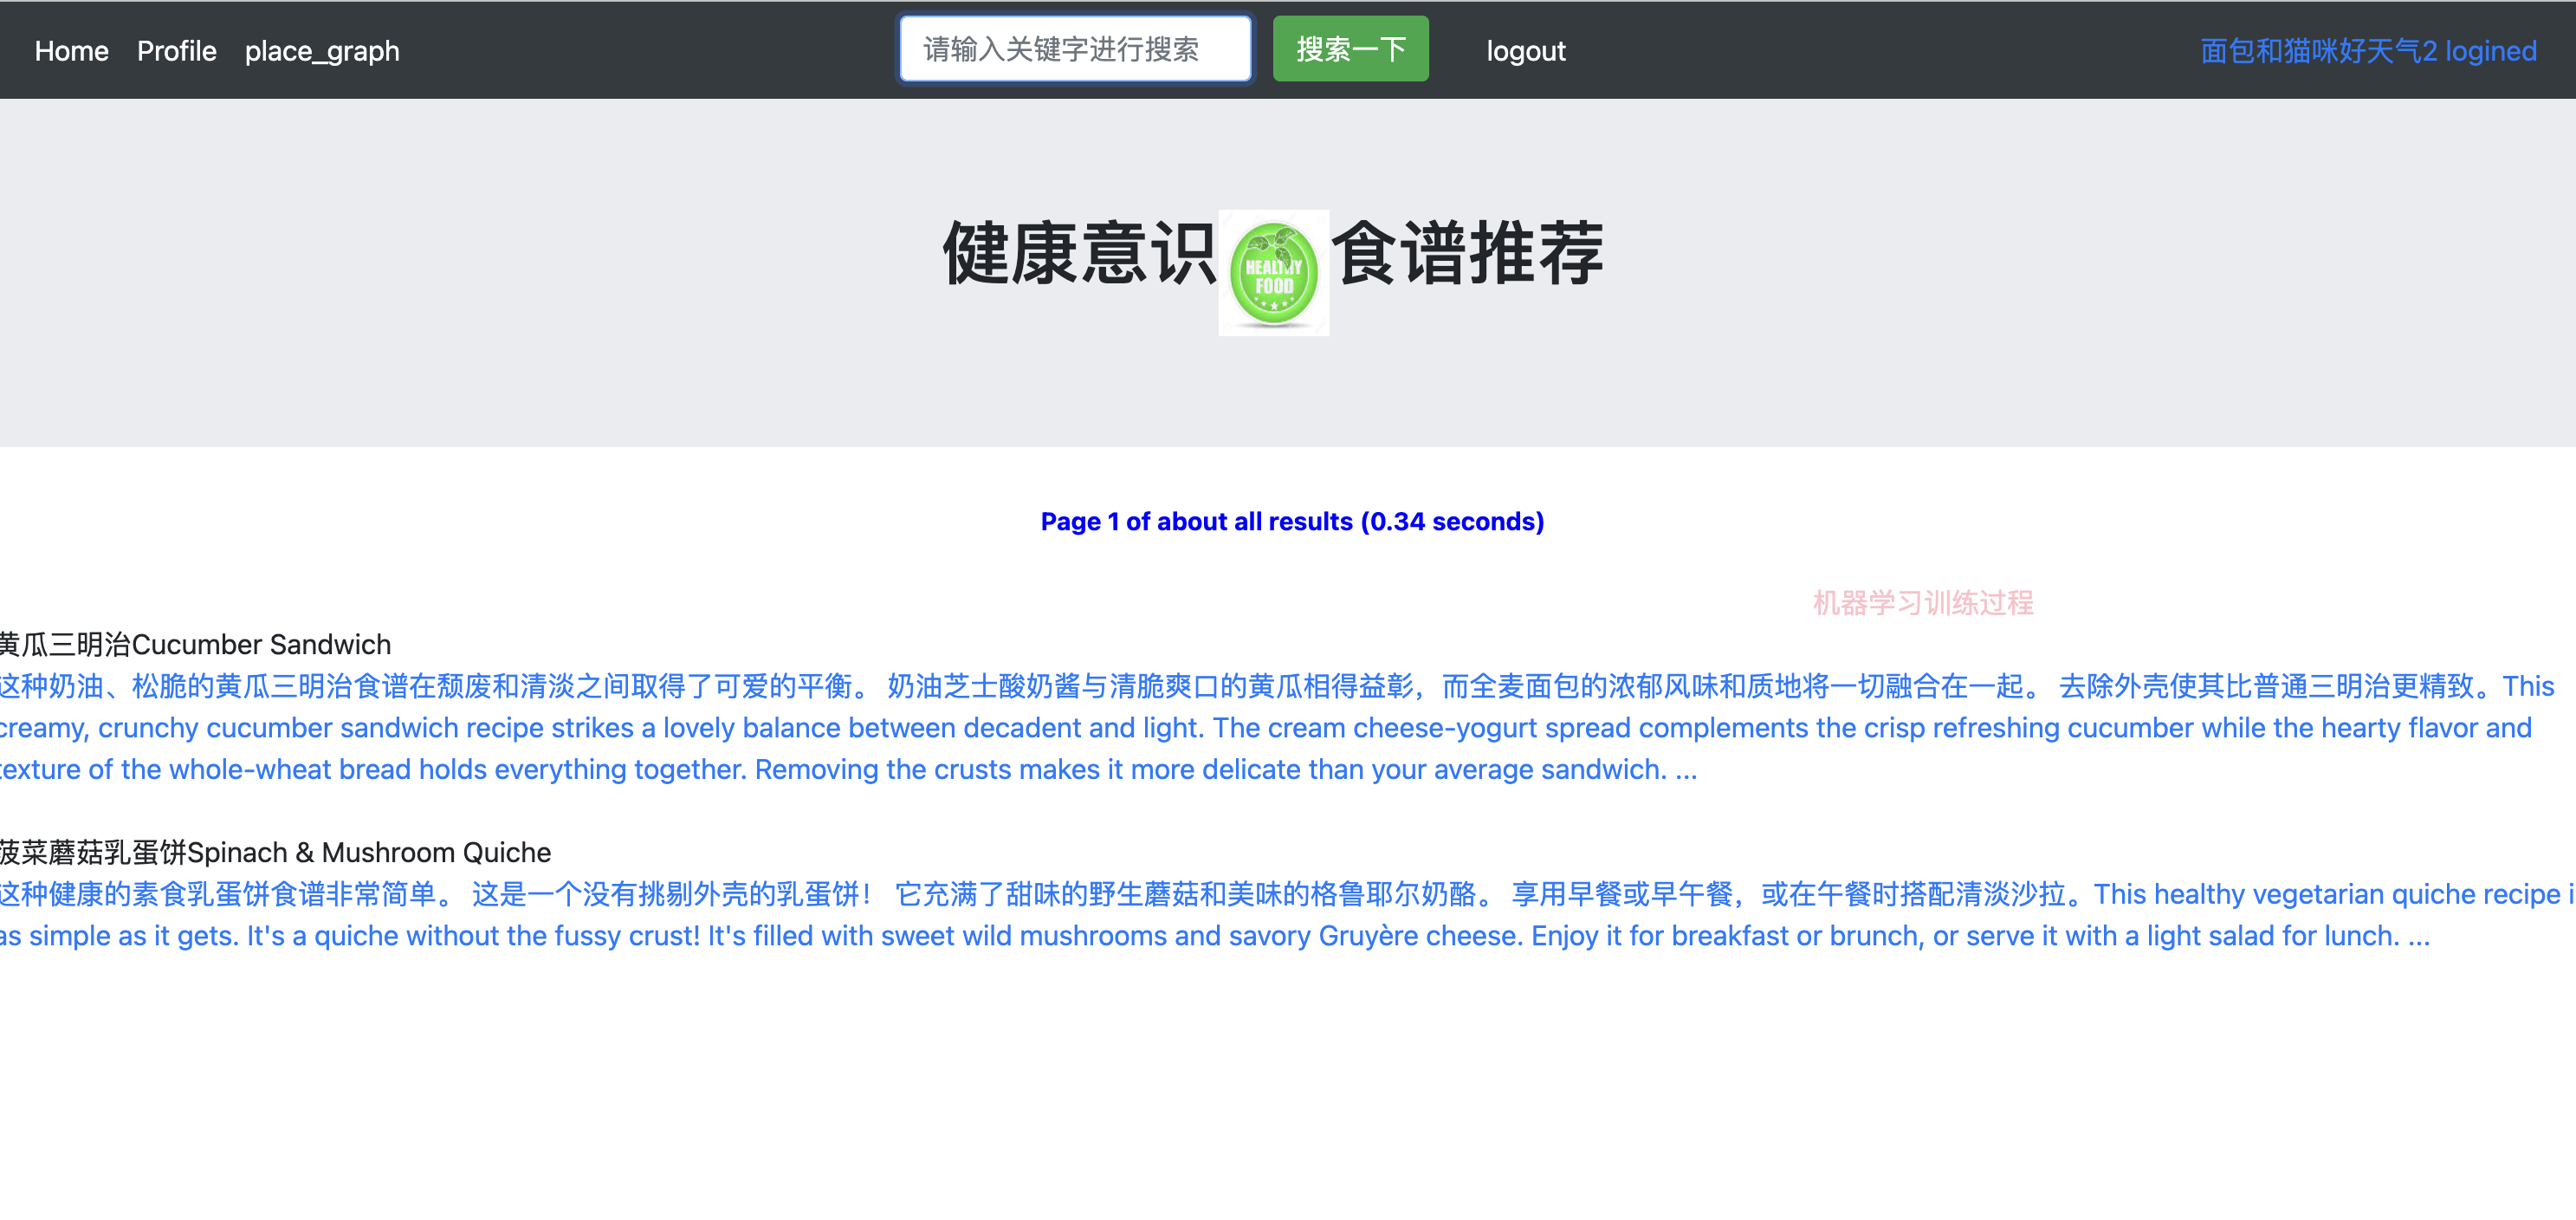 Home Profile place_graph 请输入关键字进行搜索 搜索一下 logout 面包和猫咪好天气2 logined
健康意识 HEALTHY FOOD 食谱推荐
Page 1 of about all results (0.34 seconds)
机器学习训练过程
黄瓜三明治Cucumber Sandwich
这种奶油、松脆的黄瓜三明治食谱在颓废和清淡之间取得了可爱的平衡。 奶油芝士酸奶酱与清脆爽口的黄瓜相得益彰，而全麦面包的浓郁风味和质地将一切融合在一起。 去除外壳使其比普通三明治更精致。This
creamy, crunchy cucumber sandwich recipe strikes a lovely balance between decadent and light. The cream cheese-yogurt spread complements the crisp refreshing cucumber while the hearty flavor and
texture of the whole-wheat bread holds everything together. Removing the crusts makes it more delicate than your average sandwich. ...
菠菜蘑菇乳蛋饼Spinach & Mushroom Quiche
这种健康的素食乳蛋饼食谱非常简单。 这是一个没有挑剔外壳的乳蛋饼！ 它充满了甜味的野生蘑菇和美味的格鲁耶尔奶酪。 享用早餐或早午餐，或在午餐时搭配清淡沙拉。This healthy vegetarian quiche recipe i
as simple as it gets. It's a quiche without the fussy crust! It's filled with sweet wild mushrooms and savory Gruyère cheese. Enjoy it for breakfast or brunch, or serve it with a light salad for lunch. ...